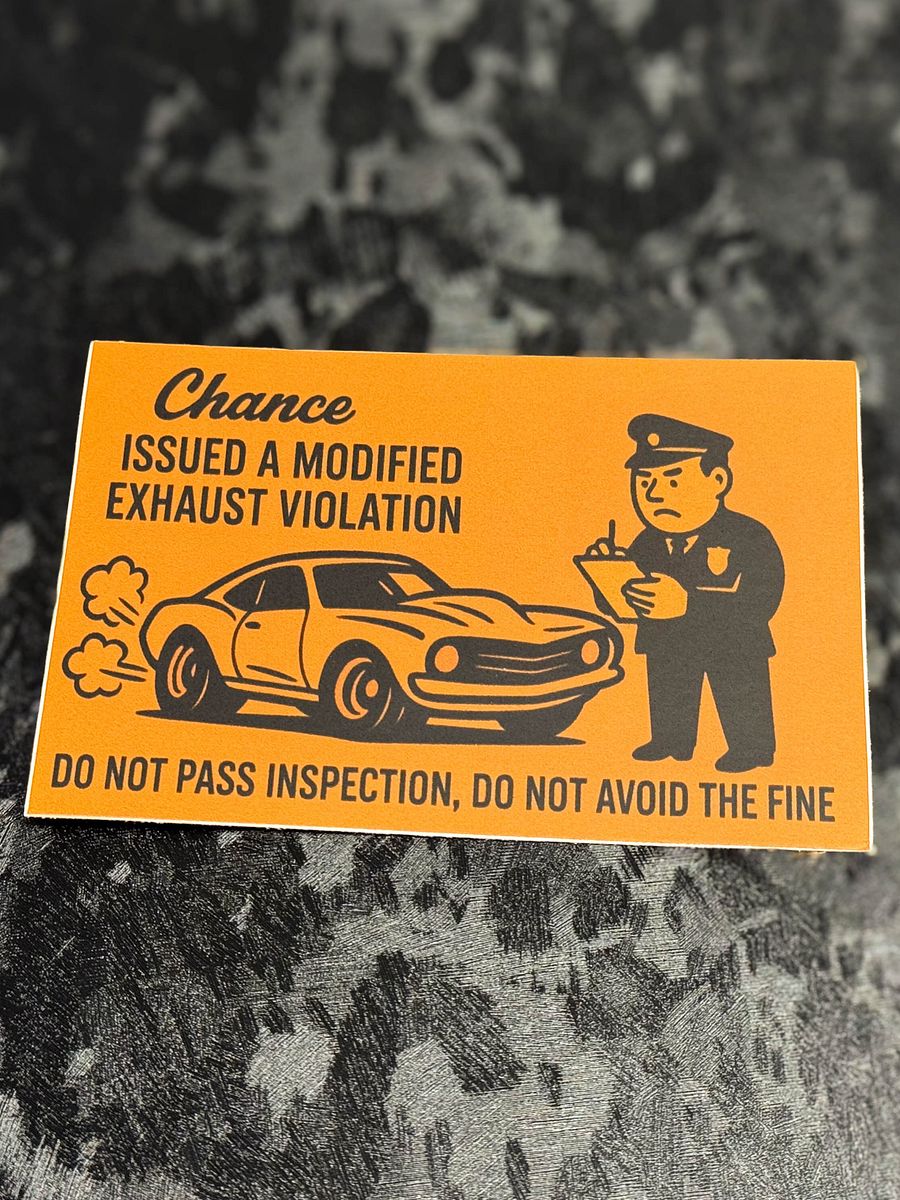 Chance
ISSUED A MODIFIED
EXHAUST VIOLATION
DO NOT PASS INSPECTION, DO NOT AVOID THE FINE